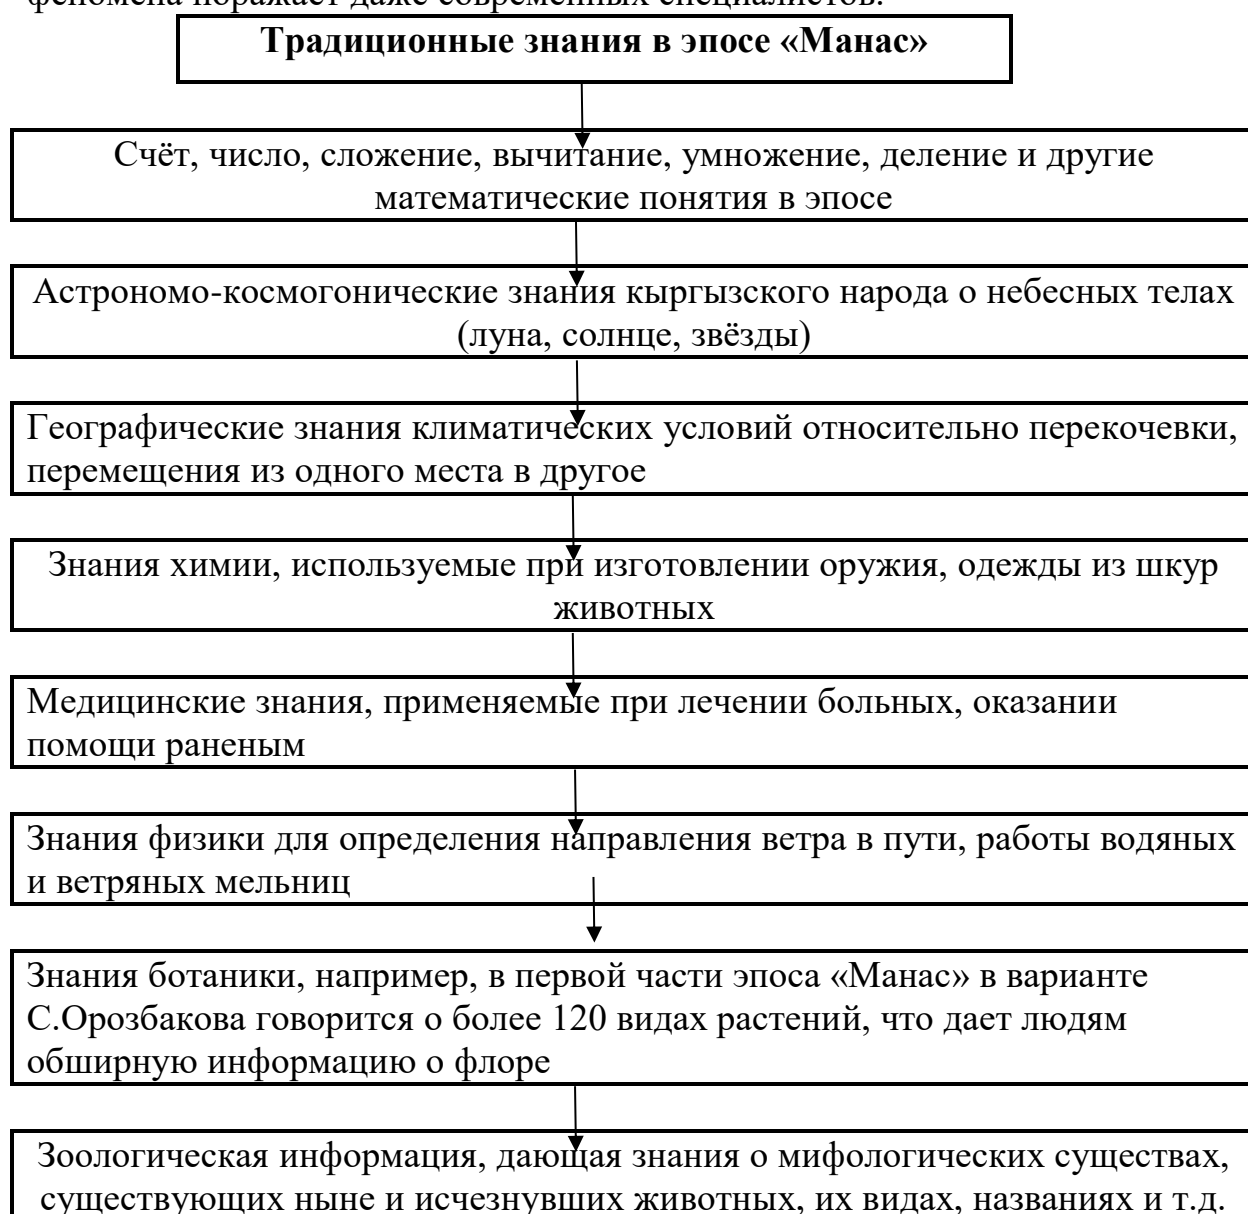 феномена поражает даже современных специалистов.
Традиционные знания в эпосе «Манас»
Счёт, число, сложение, вычитание, умножение, деление и другие
математические понятия в эпосе
Астрономо-космогонические знания кыргызского народа о небесных телах
(луна, солнце, звёзды)
Географические знания климатических условий относительно перекочевки,
перемещения из одного места в другое
Знания химии, используемые при изготовлении оружия, одежды из шкур
животных
Медицинские знания, применяемые при лечении больных, оказании
помощи раненым
Знания физики для определения направления ветра в пути, работы водяных
и ветряных мельниц
Знания ботаники, например, в первой части эпоса «Манас» в варианте
С.Орозбакова говорится о более 120 видах растений, что дает людям
обширную информацию о флоре
Зоологическая информация, дающая знания о мифологических существах,
существующих ныне и исчезнувших животных, их видах, названиях и т.д.